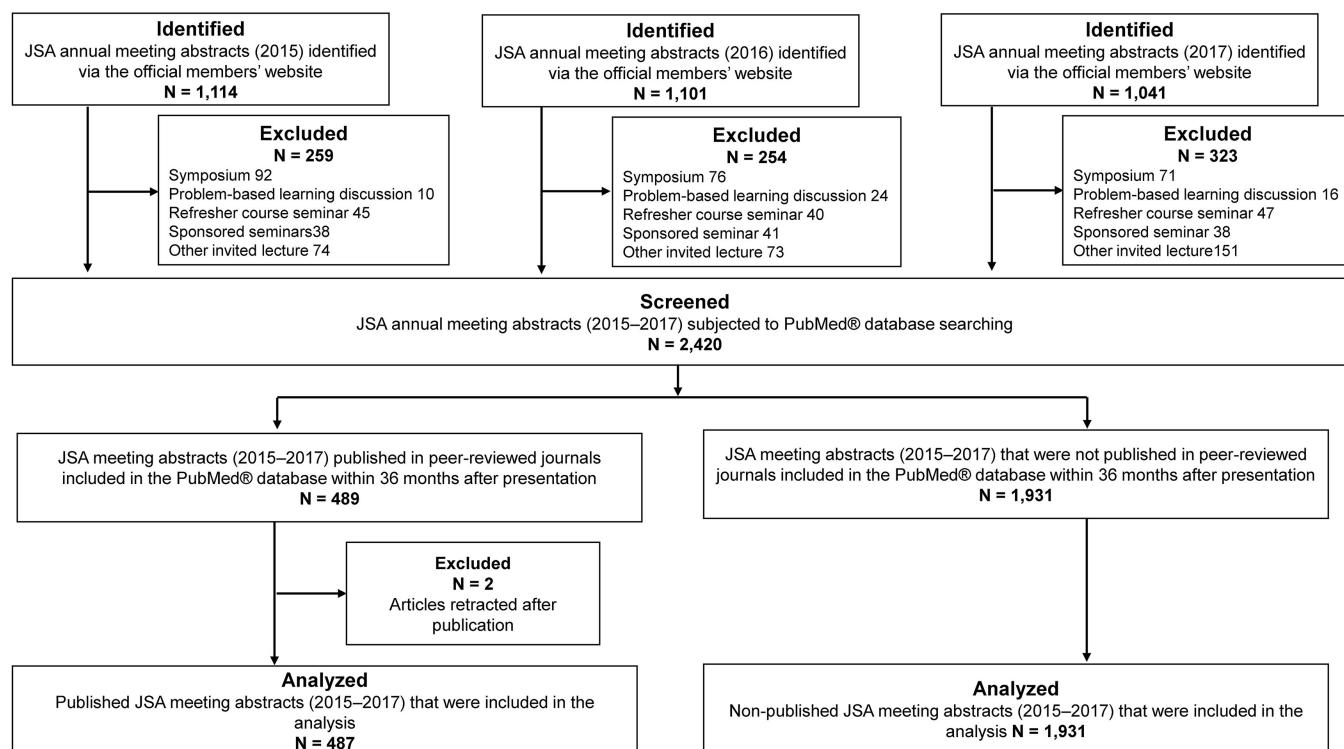 Identified
JSA annual meeting abstracts (2015) identified
via the official members’ website
N = 1,114
Identified
JSA annual meeting abstracts (2016) identified
via the official members’ website
N = 1,101
Identified
JSA annual meeting abstracts (2017) identified
via the official members’ website
N = 1,041
Excluded
N = 259
Symposium 92
Problem-based learning discussion 10
Refresher course seminar 45
Sponsored seminars38
Other invited lecture 74
Excluded
N = 254
Symposium 76
Problem-based learning discussion 24
Refresher course seminar 40
Sponsored seminar 41
Other invited lecture 73
Excluded
N = 323
Symposium 71
Problem-based learning discussion 16
Refresher course seminar 47
Sponsored seminar 38
Other invited lecture151
Screened
JSA annual meeting abstracts (2015–2017) subjected to PubMed® database searching
N = 2,420
JSA meeting abstracts (2015–2017) published in peer-reviewed journals
included in the PubMed® database within 36 months after presentation
N = 489
JSA meeting abstracts (2015–2017) that were not published in peer-reviewed
journals included in the PubMed® database within 36 months after presentation
N = 1,931
Excluded
N = 2
Articles retracted after
publication
Analyzed
Published JSA meeting abstracts (2015–2017) that were included in the
analysis
N = 487
Analyzed
Non-published JSA meeting abstracts (2015–2017) that were included in the
analysis N = 1,931